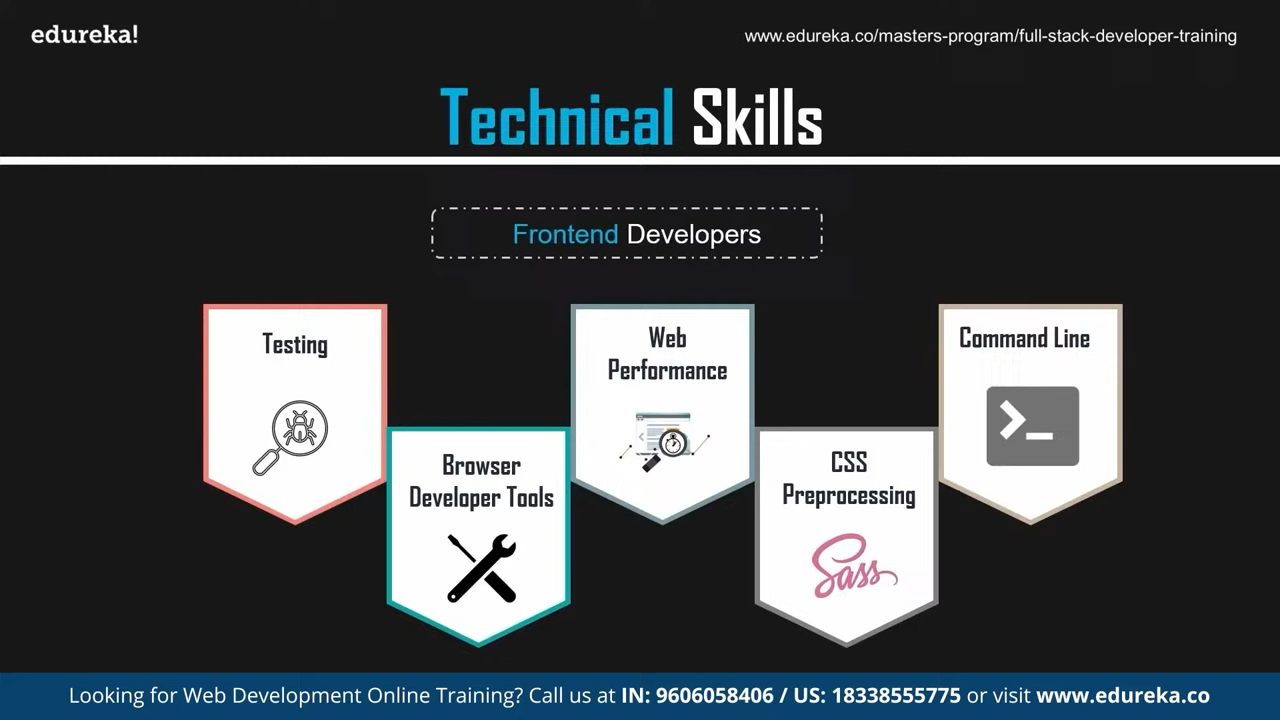 edureka!
www.edureka.co/masters-program/full-stack-developer-training
Technical Skills
Frontend Developers
Testing
Browser
Developer Tools
Web
Performance
CSS
Preprocessing
Sass
Command Line
Looking for Web Development Online Training? Call us at IN: 9606058406 / US: 18338555775 or visit www.edureka.co